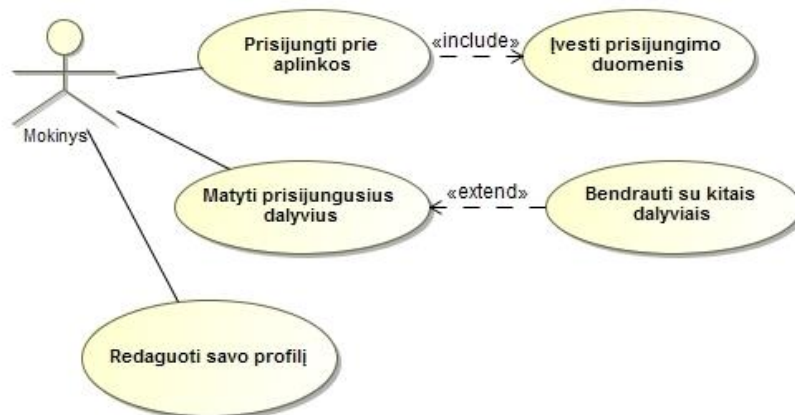 Prisijungti prie
aplinkos
«include»
Įvesti prisijungimo
duomenis
Mokinys
Matyti prisijungusius
dalyvius
«extend»
Bendrauti su kitais
dalyviais
Redaguoti savo profilį